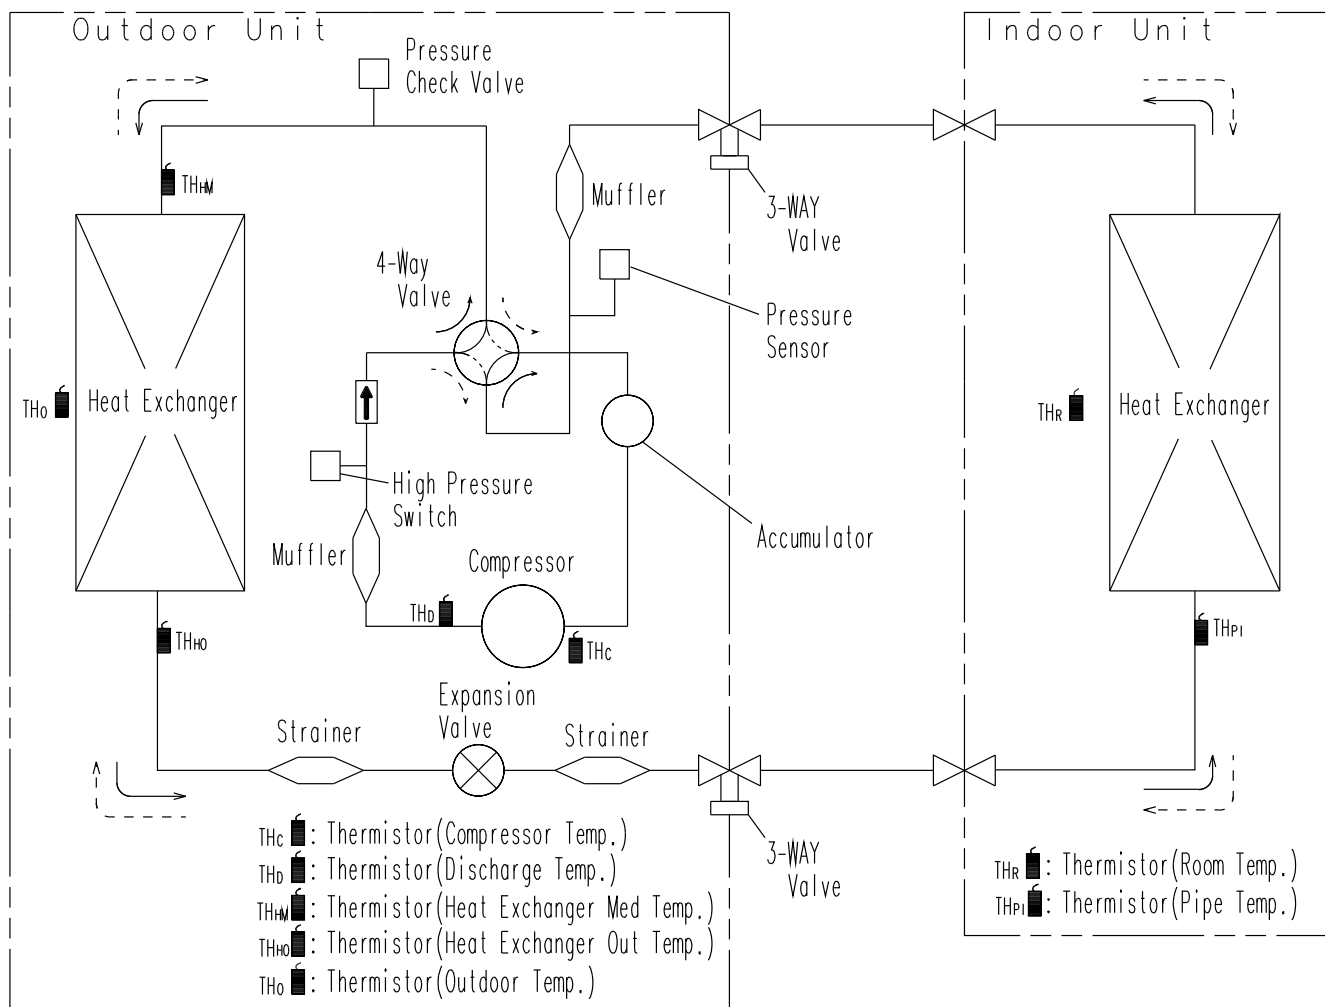 Outdoor Unit
Indoor Unit
Pressure
Check Valve
THHM
Muffler
3-WAY
Valve
4-Way
Valve
Pressure
Sensor
THO
Heat Exchanger
THR
Heat Exchanger
High Pressure
Switch
Accumulator
Muffler
Compressor
THD
THHO
THC
THPI
Expansion
Valve
Strainer
Strainer
3-WAY
Valve
THC : Thermistor(Compressor Temp.)
THD : Thermistor(Discharge Temp.)
THHM : Thermistor(Heat Exchanger Med Temp.)
THHO : Thermistor(Heat Exchanger Out Temp.)
THO : Thermistor(Outdoor Temp.)
THR : Thermistor(Room Temp.)
THPI : Thermistor(Pipe Temp.)